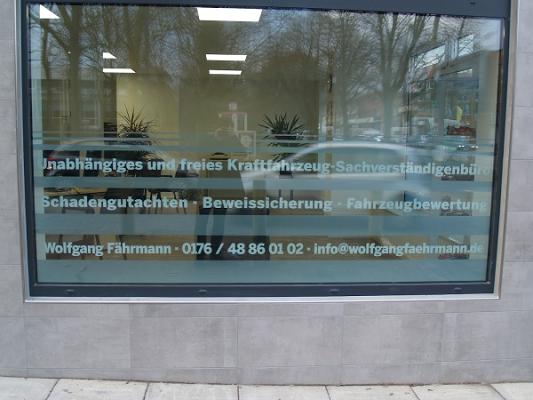 Unabhängiges und freies Kraftfahrzeug-Sachverständigenbüro
Schadengutachten · Beweissicherung · Fahrzeugbewertung
Wolfgang Fährmann · 0176 / 48 86 01 02 · info@wolfgangfaehrmann.de